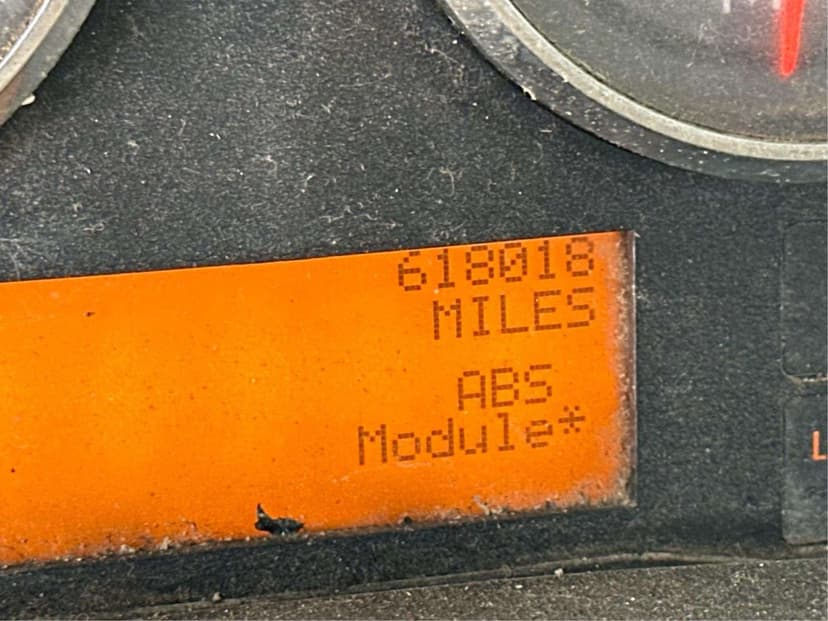 618018
MILES
ABS
Module*
L